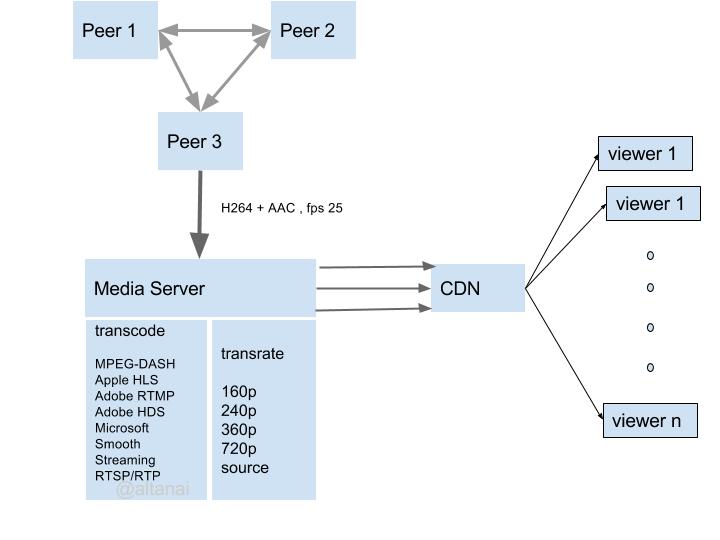 Peer 1
Peer 2
Peer 3
H264 + AAC , fps 25
Media Server
transcode
MPEG-DASH
Apple HLS
Adobe RTMP
Adobe HDS
Microsoft
Smooth
Streaming
RTSP/RTP
@altanai
transrate
160p
240p
360p
720p
source
CDN
viewer 1
viewer 1
viewer n